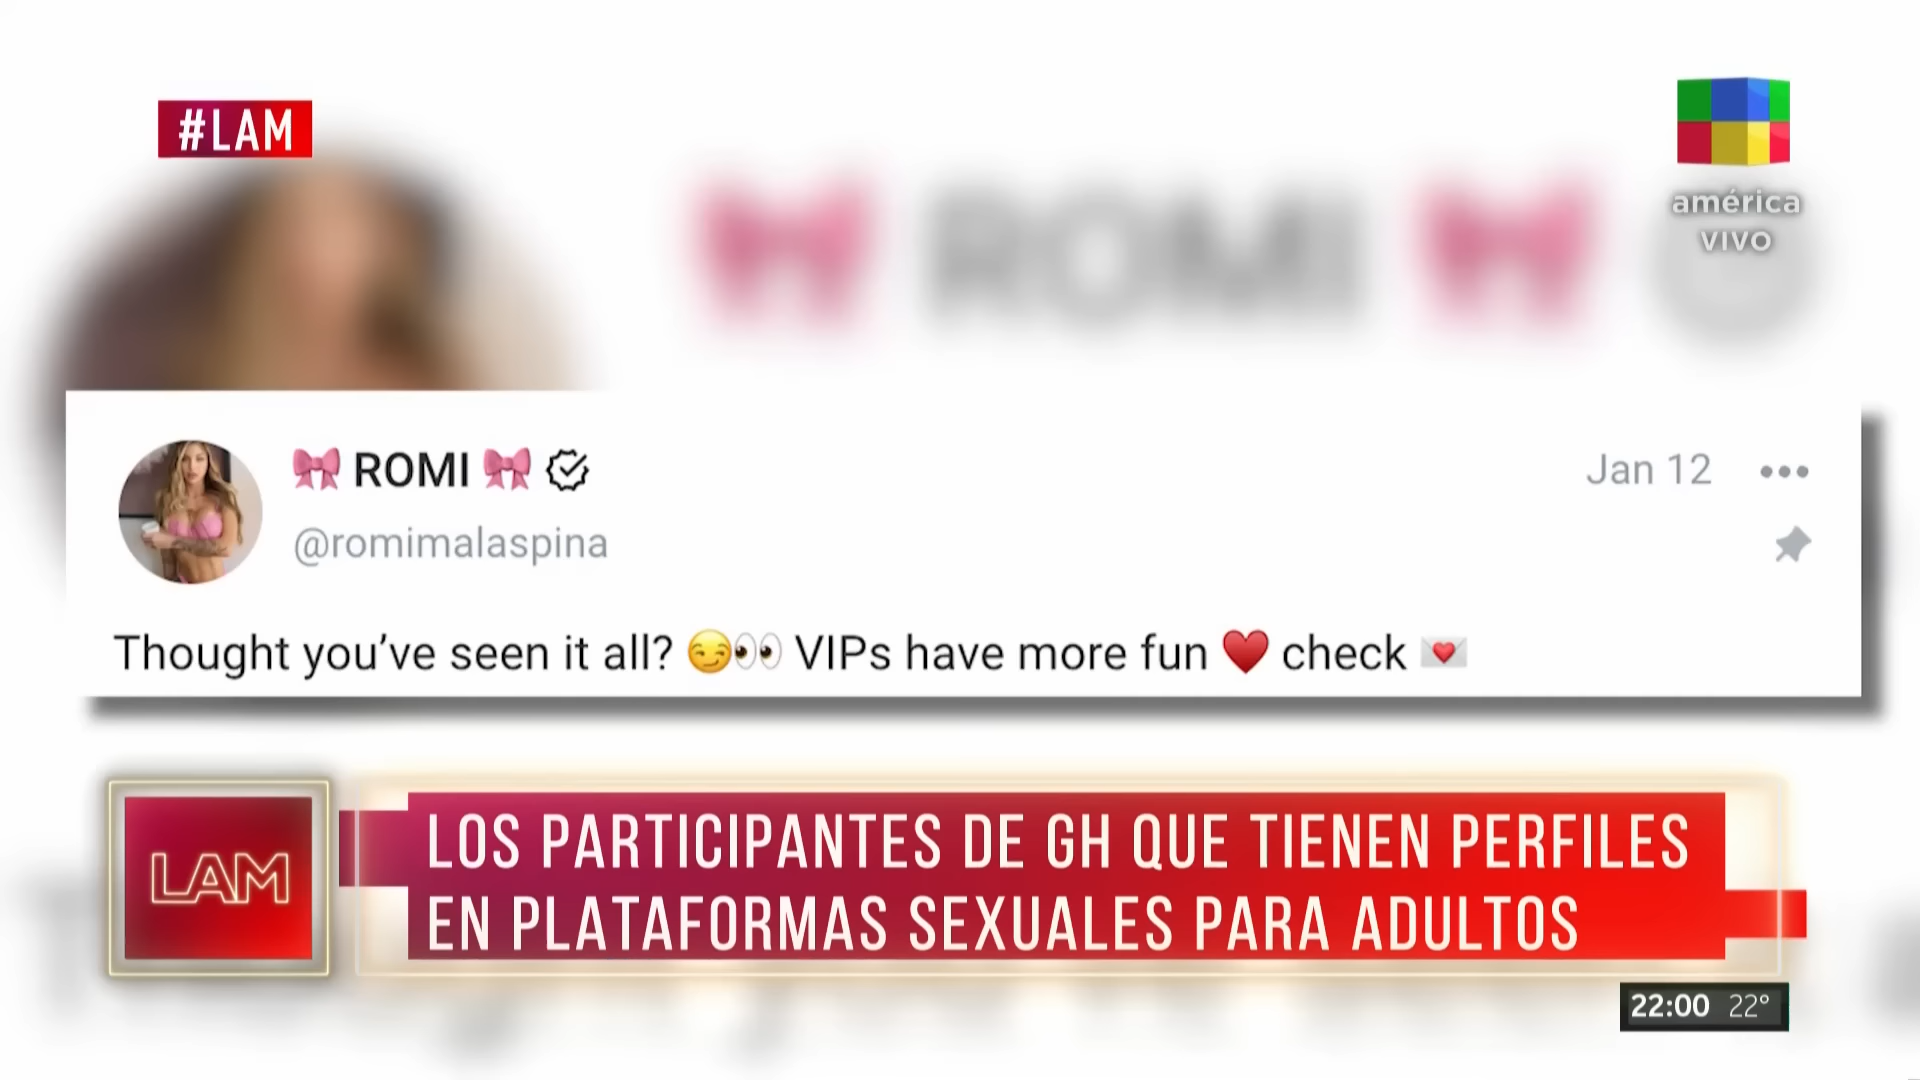 #LAM
américa
VIVO
ROMI
ROMI
Jan 12
@romimalaspina
Thought you've seen it all? 😏👀 VIPs have more fun ♥️ check 💌
LAM
LOS PARTICIPANTES DE GH QUE TIENEN PERFILES
EN PLATAFORMAS SEXUALES PARA ADULTOS
22:00 22°